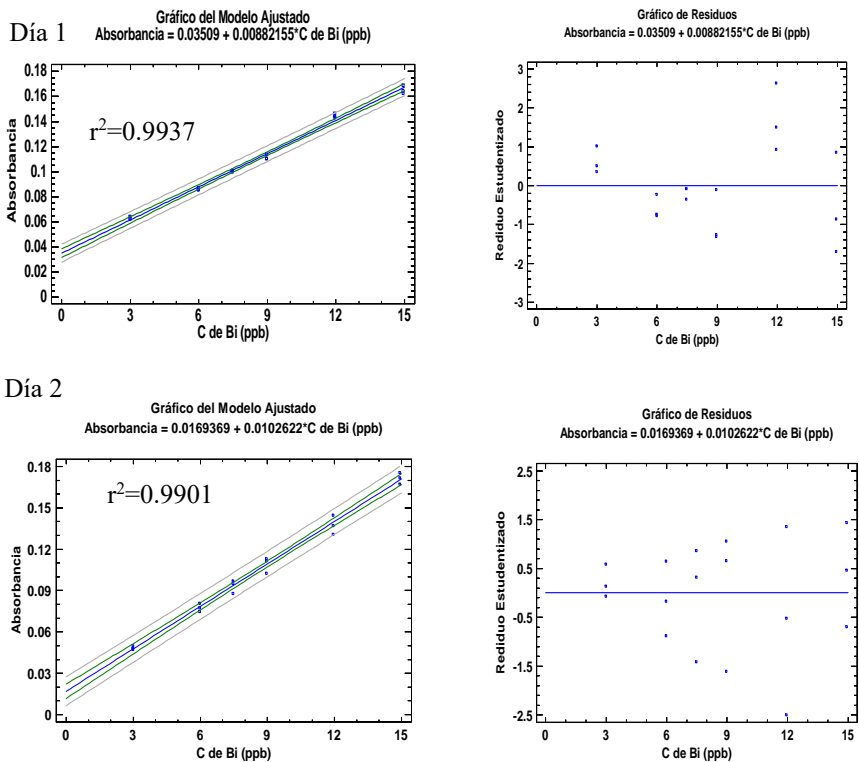 Día 1
Gráfico del Modelo Ajustado
Absorbancia = 0.03509 + 0.00882155*C de Bi (ppb)
r²=0.9937
Absorbancia
0.18
0.16
0.14
0.12
0.1
0.08
0.06
0.04
0.02
0
0 3 6 9 12 15
C de Bi (ppb)
Gráfico de Residuos
Absorbancia = 0.03509 + 0.00882155*C de Bi (ppb)
Rediduo Estudentizado
3
2
1
0
-1
-2
-3
0 3 6 9 12 15
C de Bi (ppb)
Día 2
Gráfico del Modelo Ajustado
Absorbancia = 0.0169369 + 0.0102622*C de Bi (ppb)
r²=0.9901
Absorbancia
0.18
0.15
0.12
0.09
0.06
0.03
0
0 3 6 9 12 15
C de Bi (ppb)
Gráfico de Residuos
Absorbancia = 0.0169369 + 0.0102622*C de Bi (ppb)
Rediduo Estudentizado
2.5
1.5
0.5
-0.5
-1.5
-2.5
0 3 6 9 12 15
C de Bi (ppb)